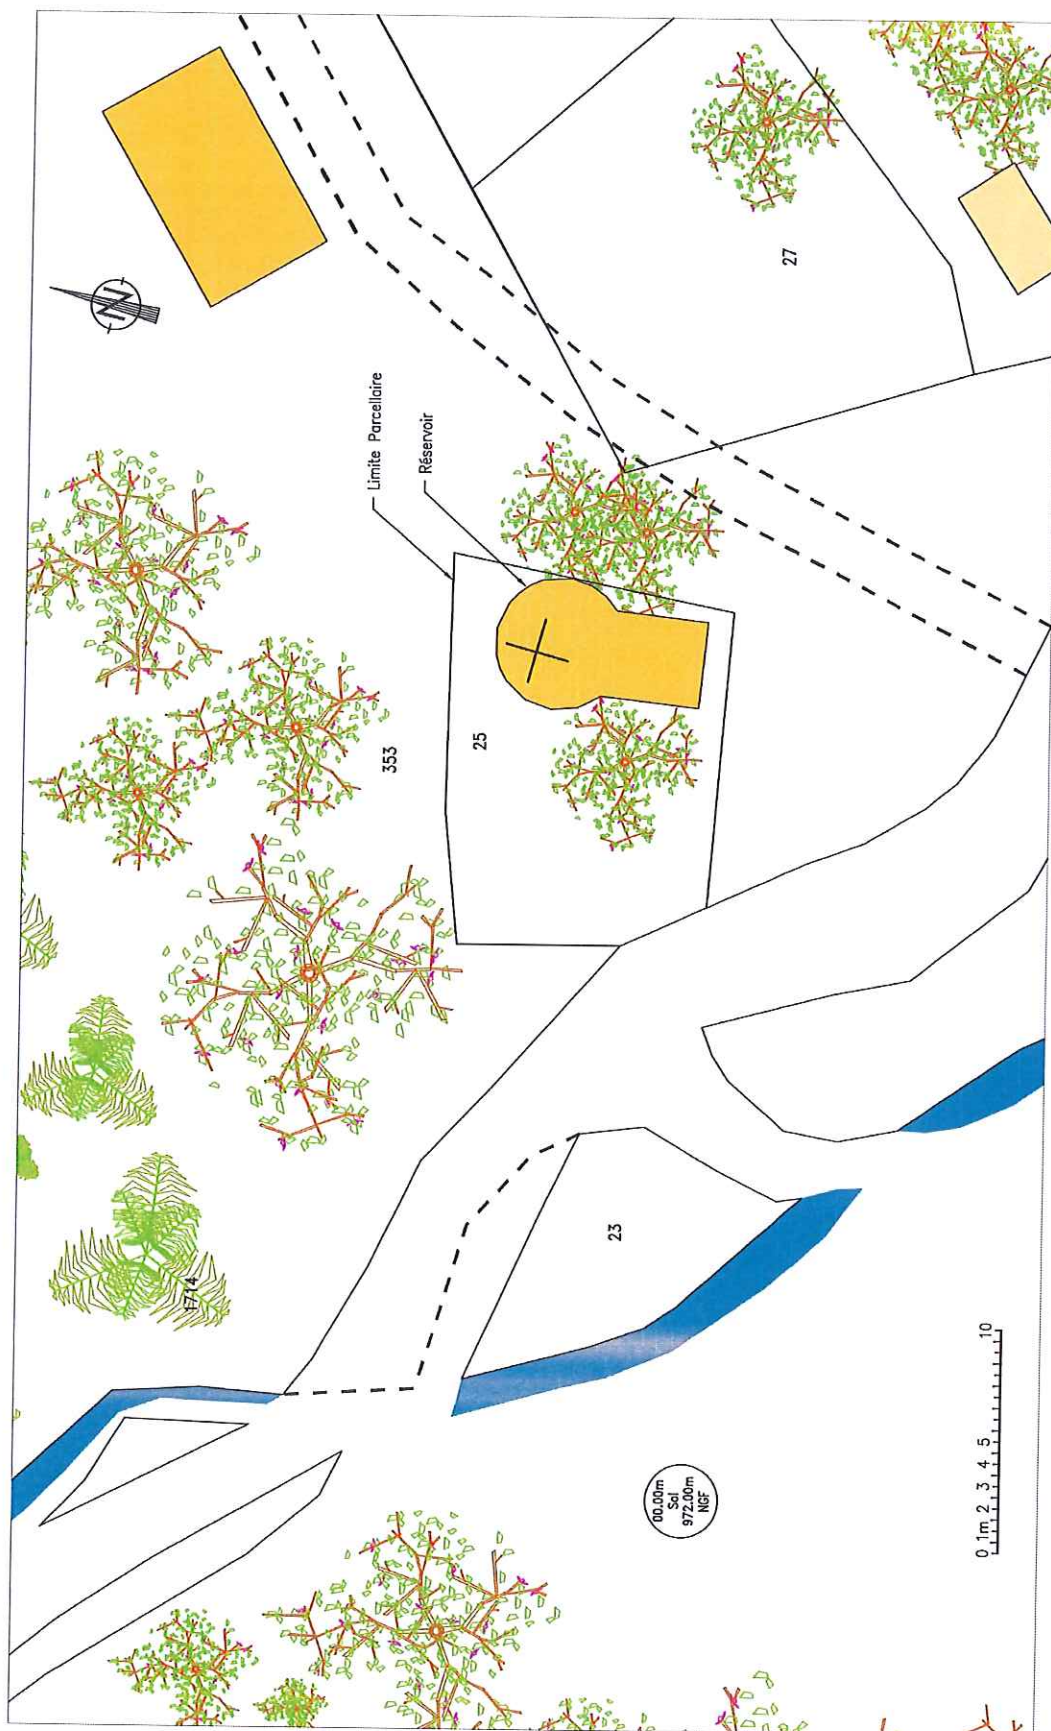 N
Limite Parcellaire
Réservoir
27
353
25
1714
23
00.00m
Sol
972.00m
NGF
0 1m 2 3 4 5 10